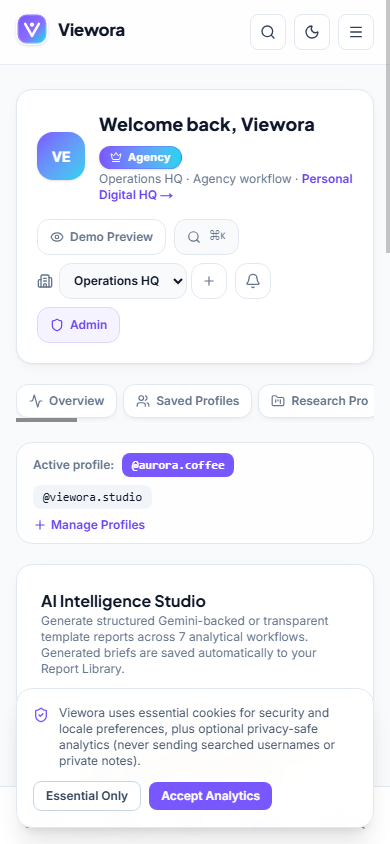 Viewora
Welcome back, Viewora
VE
Agency
Operations HQ · Agency workflow · Personal
Digital HQ →
Demo Preview
⌘K
Operations HQ
+
Admin
Overview
Saved Profiles
Research Pro
Active profile: @aurora.coffee
@viewora.studio
+ Manage Profiles
AI Intelligence Studio
Generate structured Gemini-backed or transparent
template reports across 7 analytical workflows.
Generated briefs are saved automatically to your
Report Library.
Viewora uses essential cookies for security and
locale preferences, plus optional privacy-safe
analytics (never sending searched usernames or
private notes).
Essential Only
Accept Analytics